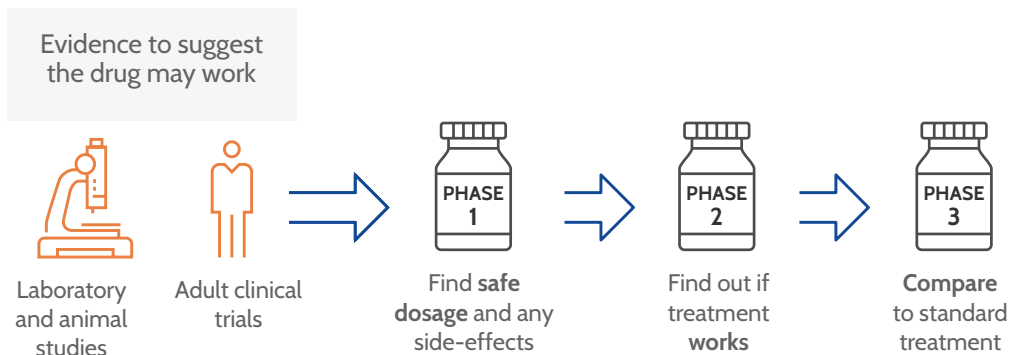 Evidence to suggest
the drug may work
Laboratory
and animal
studies
Adult clinical
trials
PHASE
1
Find safe
dosage and any
side-effects
PHASE
2
Find out if
treatment
works
PHASE
3
Compare
to standard
treatment